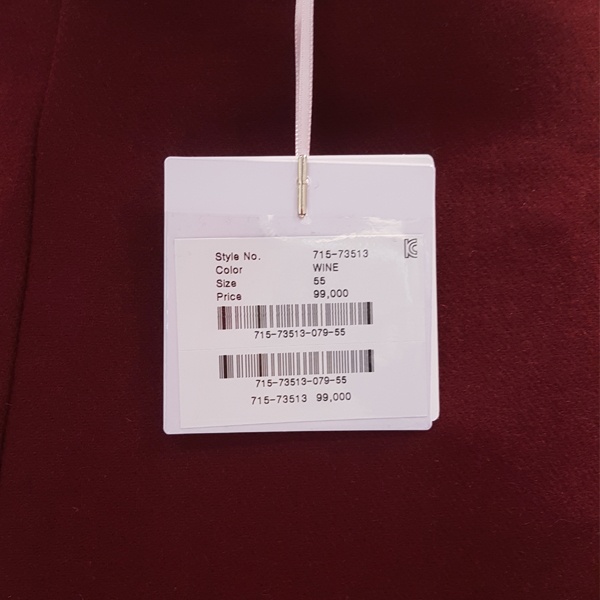 Style No. 715-73513
Color WINE
Size 55
Price 99,000
715-73513-079-55
715-73513-079-55
715-73513 99,000